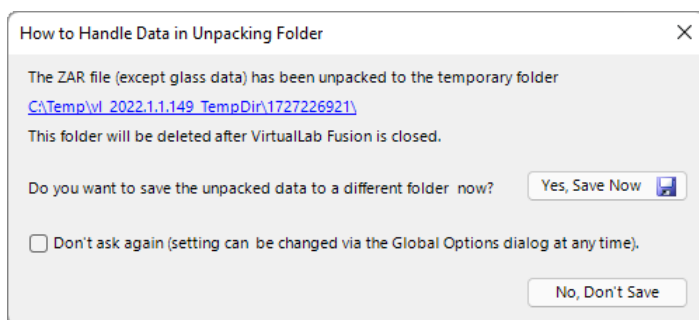 How to Handle Data in Unpacking Folder
The ZAR file (except glass data) has been unpacked to the temporary folder
C:\Temp\vl_2022.1.1.149_TempDir\1727226921\
This folder will be deleted after VirtualLab Fusion is closed.
Do you want to save the unpacked data to a different folder now?
Yes, Save Now
Don't ask again (setting can be changed via the Global Options dialog at any time).
No, Don't Save